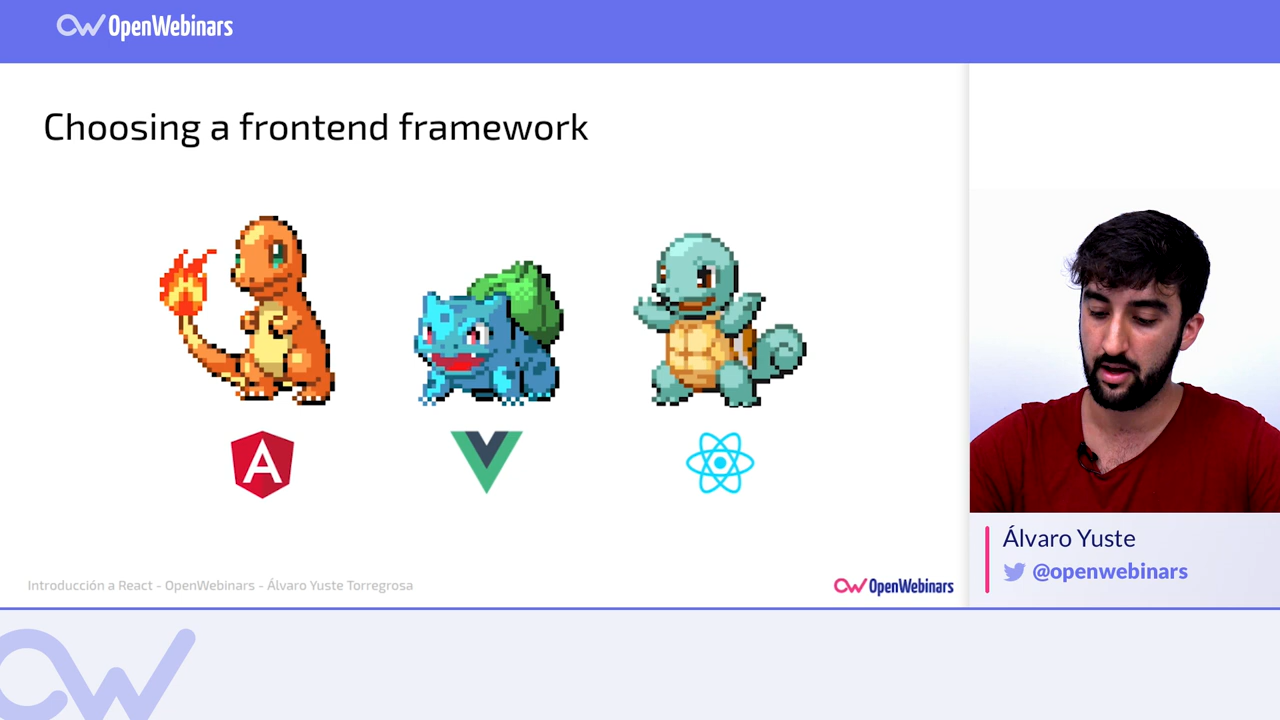 OpenWebinars
Choosing a frontend framework
A
Introducción a React - OpenWebinars - Álvaro Yuste Torregrosa
OpenWebinars
Álvaro Yuste
@openwebinars